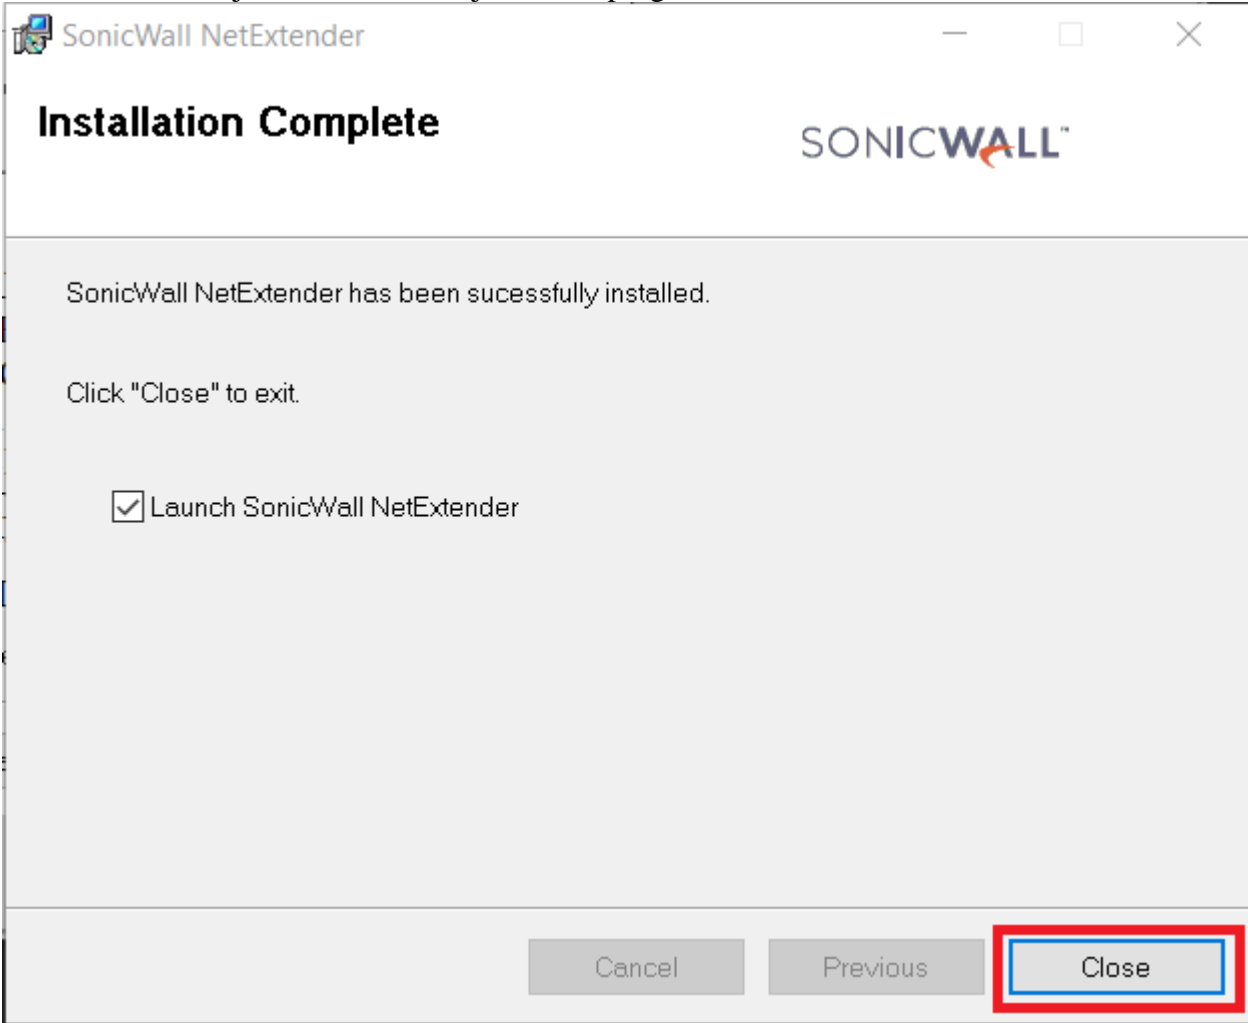 SonicWall NetExtender
Installation Complete
SONICWALL™
SonicWall NetExtender has been sucessfully installed.
Click "Close" to exit.
Launch SonicWall NetExtender
Cancel Previous Close